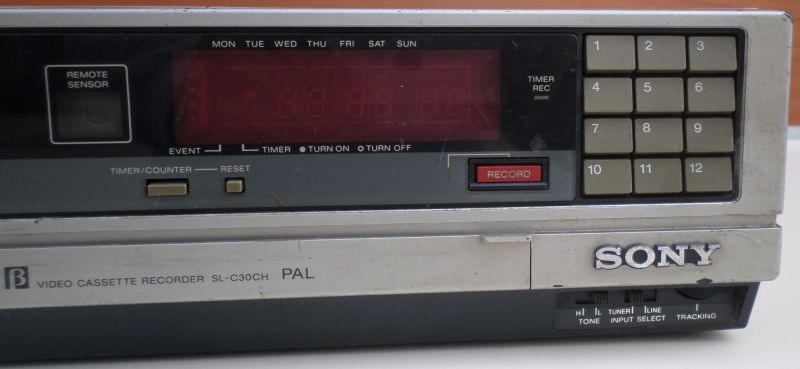 MON TUE WED THU FRI SAT SUN
REMOTE
SENSOR
TIMER
REC
1 2 3
4 5 6
7 8 9
10 11 12
EVENT TIMER TURN ON TURN OFF
TIMER/COUNTER RESET
RECORD
β VIDEO CASSETTE RECORDER SL-C30CH PAL
SONY
H L TUNER LINE
TONE INPUT SELECT TRACKING